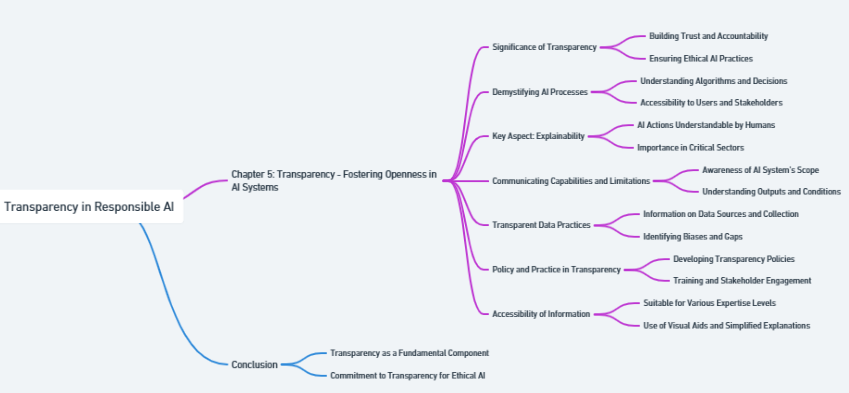 Transparency in Responsible AI
Chapter 5: Transparency - Fostering Openness in
AI Systems
Significance of Transparency
Building Trust and Accountability
Ensuring Ethical AI Practices
Demystifying AI Processes
Understanding Algorithms and Decisions
Accessibility to Users and Stakeholders
Key Aspect: Explainability
AI Actions Understandable by Humans
Importance in Critical Sectors
Communicating Capabilities and Limitations
Awareness of AI System's Scope
Understanding Outputs and Conditions
Transparent Data Practices
Information on Data Sources and Collection
Identifying Biases and Gaps
Policy and Practice in Transparency
Developing Transparency Policies
Training and Stakeholder Engagement
Accessibility of Information
Suitable for Various Expertise Levels
Use of Visual Aids and Simplified Explanations
Conclusion
Transparency as a Fundamental Component
Commitment to Transparency for Ethical AI